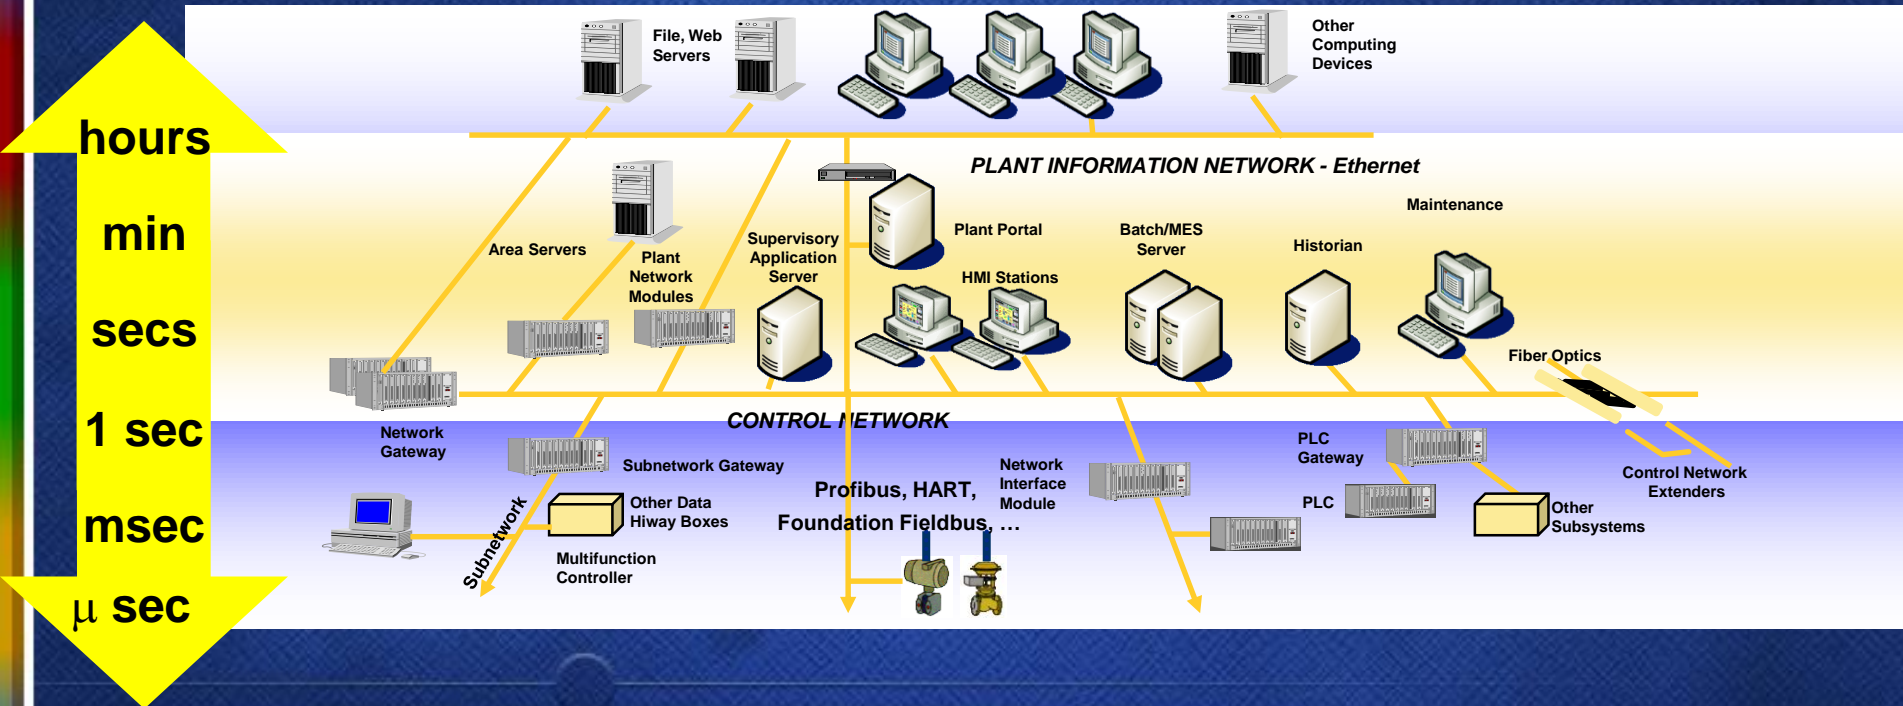 hours
min
secs
1 sec
msec
μ sec
File, Web
Servers
Other
Computing
Devices
PLANT INFORMATION NETWORK - Ethernet
Area Servers
Plant
Network
Modules
Supervisory
Application
Server
Plant Portal
HMI Stations
Batch/MES
Server
Historian
Maintenance
Fiber Optics
CONTROL NETWORK
Network
Gateway
Subnetwork Gateway
Subnetwork
Other Data
Hiway Boxes
Multifunction
Controller
Profibus, HART,
Foundation Fieldbus, …
Network
Interface
Module
PLC
Gateway
PLC
Other
Subsystems
Control Network
Extenders